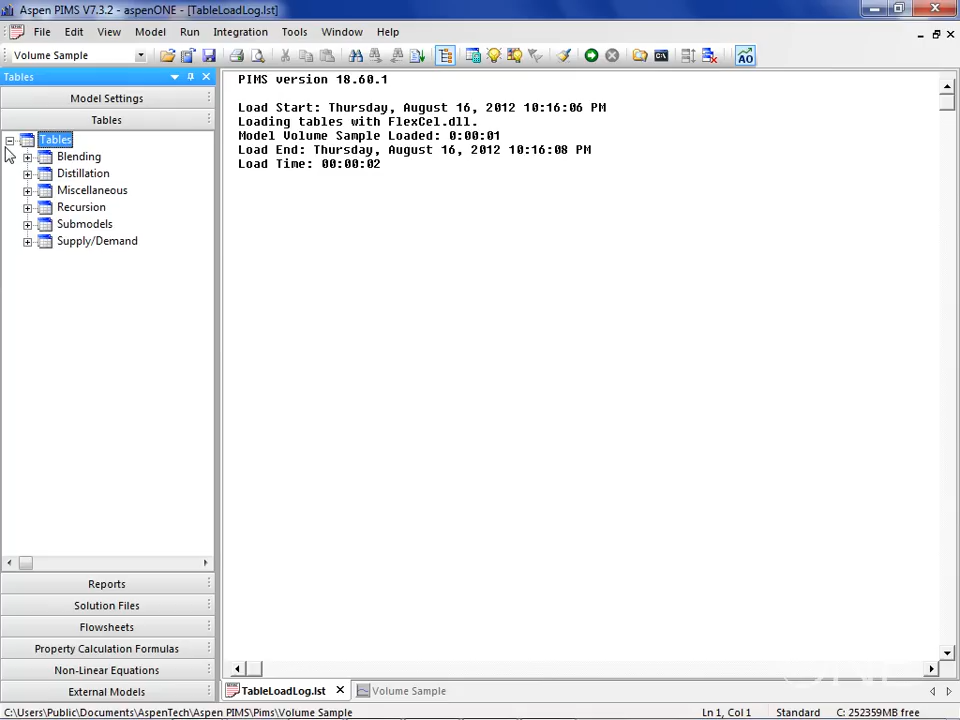 Aspen PIMS V7.3.2 - aspenONE - [TableLoadLog.lst]
File Edit View Model Run Integration Tools Window Help
Volume Sample
AO
Tables
Model Settings
Tables
Tables
Blending
Distillation
Miscellaneous
Recursion
Submodels
Supply/Demand
Reports
Solution Files
Flowsheets
Property Calculation Formulas
Non-Linear Equations
External Models
PIMS version 18.60.1
Load Start: Thursday, August 16, 2012 10:16:06 PM
Loading tables with FlexCel.dll.
Model Volume Sample Loaded: 0:00:01
Load End: Thursday, August 16, 2012 10:16:08 PM
Load Time: 00:00:02
TableLoadLog.lst Volume Sample
C:\Users\Public\Documents\AspenTech\Aspen PIMS\Pims\Volume Sample Ln 1, Col 1 Standard C: 252359MB free